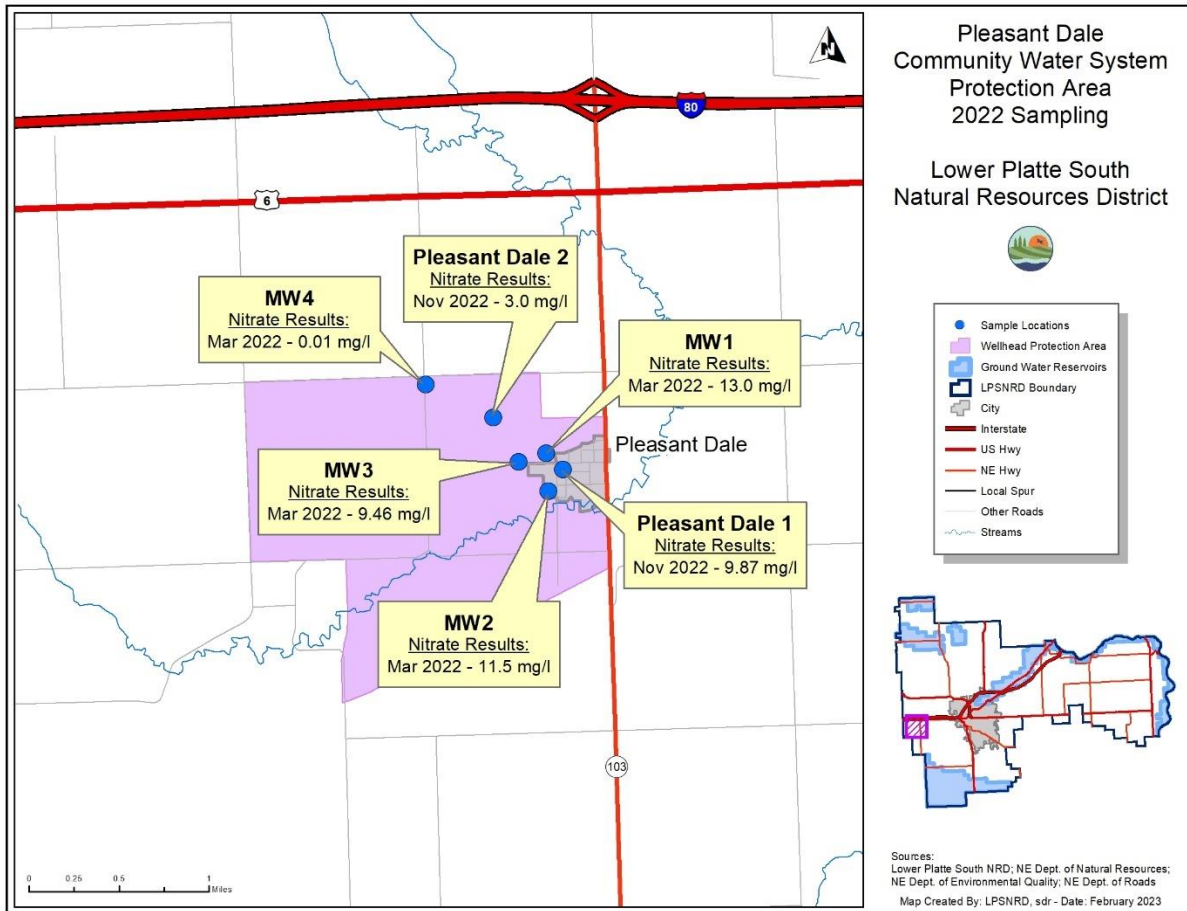 Pleasant Dale
Community Water System
Protection Area
2022 Sampling
Lower Platte South
Natural Resources District
N
80
6
Pleasant Dale 2
Nitrate Results:
Nov 2022 - 3.0 mg/l
MW4
Nitrate Results:
Mar 2022 - 0.01 mg/l
MW1
Nitrate Results:
Mar 2022 - 13.0 mg/l
Pleasant Dale
MW3
Nitrate Results:
Mar 2022 - 9.46 mg/l
Pleasant Dale 1
Nitrate Results:
Nov 2022 - 9.87 mg/l
MW2
Nitrate Results:
Mar 2022 - 11.5 mg/l
103
0 0.25 0.5 1
Miles
Sample Locations
Wellhead Protection Area
Ground Water Reservoirs
LPSNRD Boundary
City
Interstate
US Hwy
NE Hwy
Local Spur
Other Roads
Streams
Sources:
Lower Platte South NRD; NE Dept. of Natural Resources;
NE Dept. of Environmental Quality; NE Dept. of Roads
Map Created By: LPSNRD, sdr - Date: February 2023